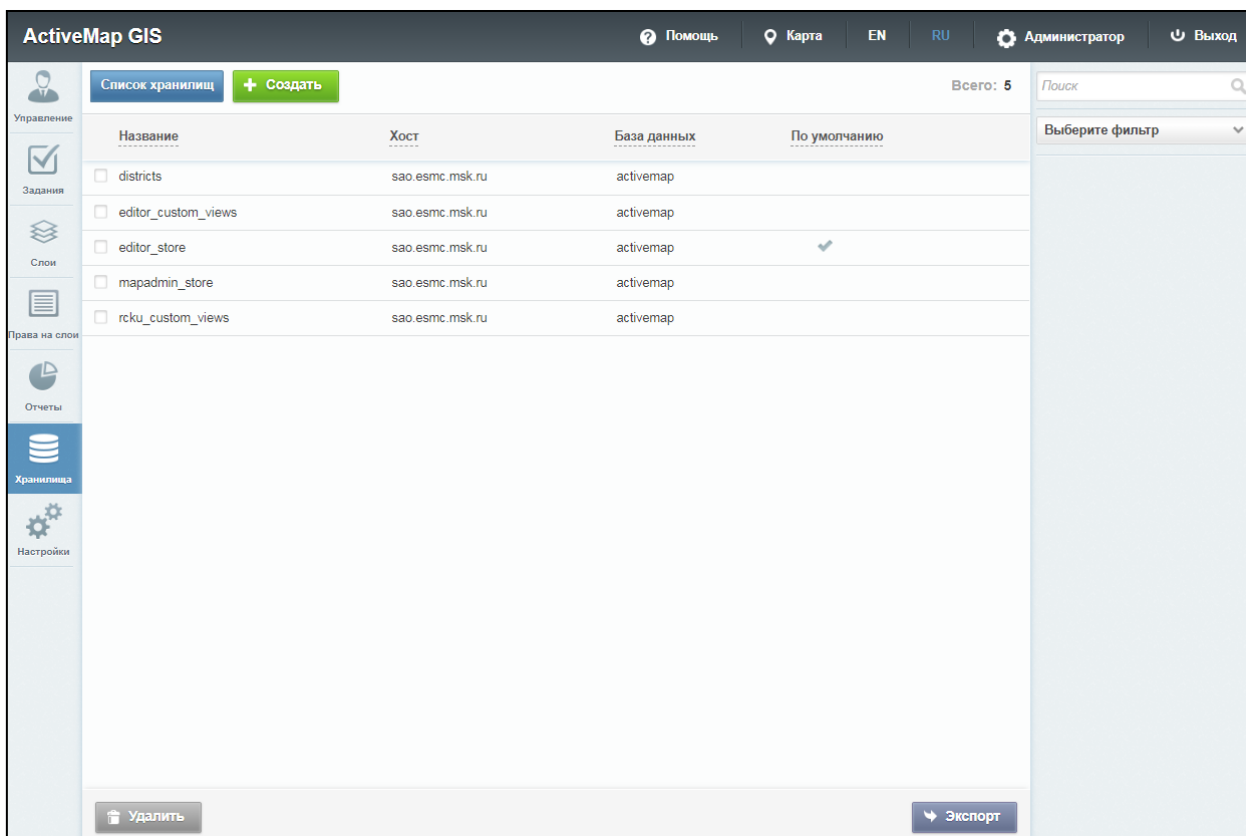 ActiveMap GIS
Помощь Карта EN RU Администратор Выход
Управление
Задания
Слои
Права на слои
Отчеты
Хранилища
Настройки
Список хранилищ + Создать Всего: 5
Название Хост База данных По умолчанию
districts sao.esmc.msk.ru activemap
editor_custom_views sao.esmc.msk.ru activemap
editor_store sao.esmc.msk.ru activemap
mapadmin_store sao.esmc.msk.ru activemap
rcku_custom_views sao.esmc.msk.ru activemap
Удалить Экспорт
Поиск
Выберите фильтр